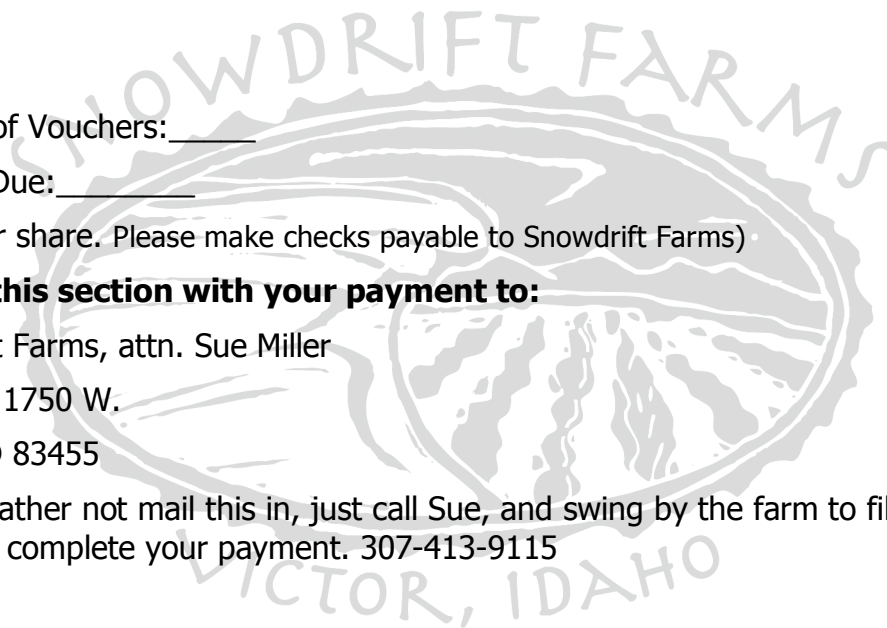 SNOWDRIFT FARMS
of Vouchers:_____
Due:________
r share. Please make checks payable to Snowdrift Farms)
this section with your payment to:
t Farms, attn. Sue Miller
1750 W.
83455
ather not mail this in, just call Sue, and swing by the farm to fil
complete your payment. 307-413-9115
VICTOR, IDAHO